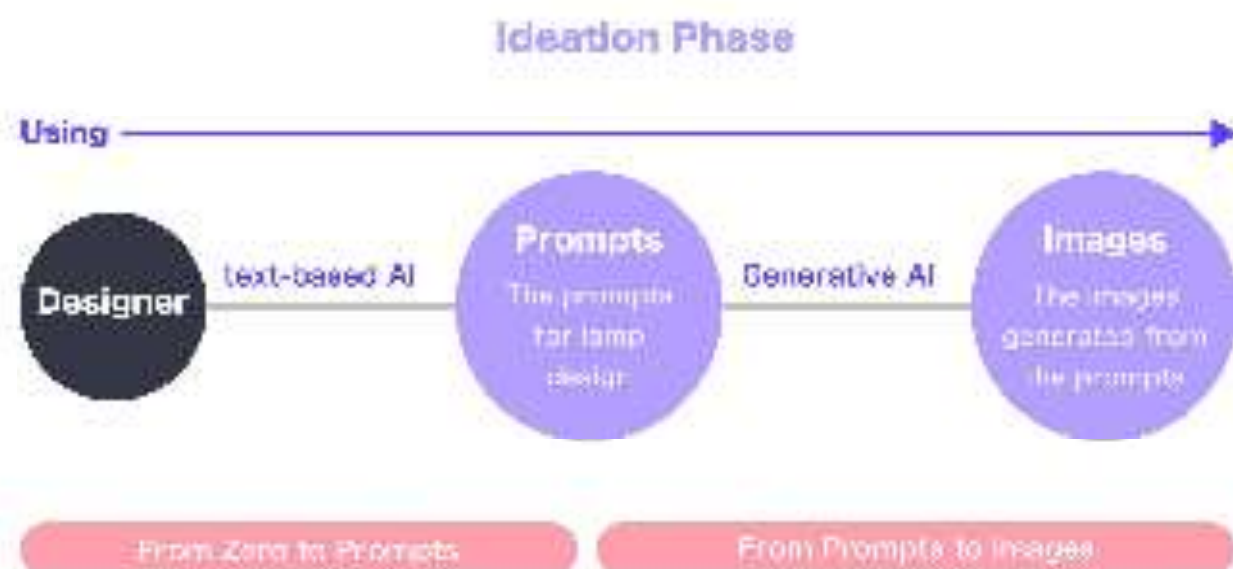 Ideation Phase
Using
Designer
text-based AI
Prompts
The prompts
for lamp
design
Generative AI
Images
The images
generated from
the prompts
From Zero to Prompts
From Prompts to Images